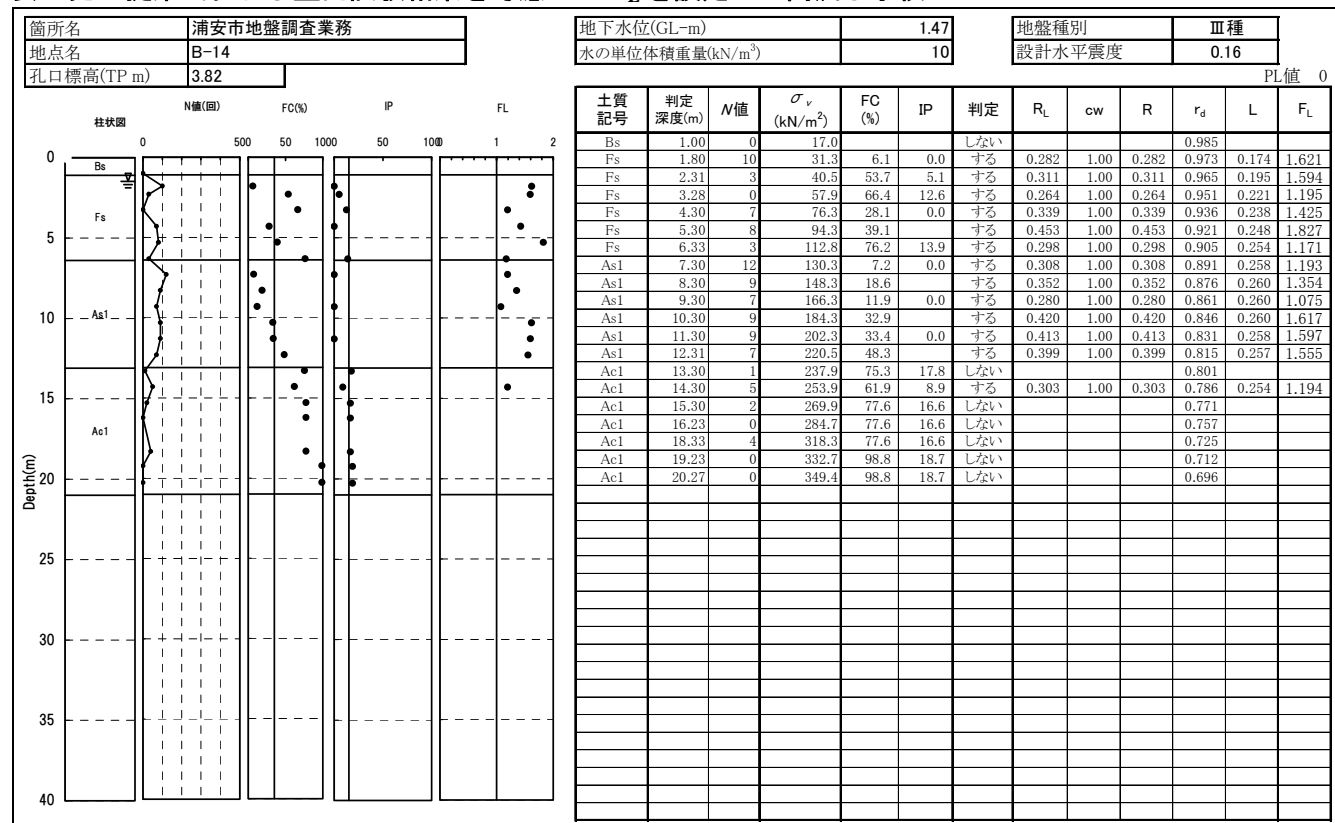 箇所名 浦安市地盤調査業務
地点名 B-14
孔口標高(TP m) 3.82
地下水位(GL-m) 1.47
水の単位体積重量(kN/m³) 10
地盤種別 Ⅲ種
設計水平震度 0.16
PL値 0
柱状図 N値(回) FC(%) IP FL
0 500 50 1000 50 100 0 1 2
0
5
10
15
20
25
30
35
40
Depth(m)
Bs
Fs
As1
Ac1
土質記号 判定深度(m) N値 σv (kN/m²) FC (%) IP 判定 RL cw R rd L FL
Bs 1.00 0 17.0 しない 0.985
Fs 1.80 10 31.3 6.1 0.0 する 0.282 1.00 0.282 0.973 0.174 1.621
Fs 2.31 3 40.5 53.7 5.1 する 0.311 1.00 0.311 0.965 0.195 1.594
Fs 3.28 0 57.9 66.4 12.6 する 0.264 1.00 0.264 0.951 0.221 1.195
Fs 4.30 7 76.3 28.1 0.0 する 0.339 1.00 0.339 0.936 0.238 1.425
Fs 5.30 8 94.3 39.1 する 0.453 1.00 0.453 0.921 0.248 1.827
Fs 6.33 3 112.8 76.2 13.9 する 0.298 1.00 0.298 0.905 0.254 1.171
As1 7.30 12 130.3 7.2 0.0 する 0.308 1.00 0.308 0.891 0.258 1.193
As1 8.30 9 148.3 18.6 する 0.352 1.00 0.352 0.876 0.260 1.354
As1 9.30 7 166.3 11.9 0.0 する 0.280 1.00 0.280 0.861 0.260 1.075
As1 10.30 9 184.3 32.9 する 0.420 1.00 0.420 0.846 0.260 1.617
As1 11.30 9 202.3 33.4 0.0 する 0.413 1.00 0.413 0.831 0.258 1.597
As1 12.31 7 220.5 48.3 する 0.399 1.00 0.399 0.815 0.257 1.555
Ac1 13.30 1 237.9 75.3 17.8 しない 0.801
Ac1 14.30 5 253.9 61.9 8.9 する 0.303 1.00 0.303 0.786 0.254 1.194
Ac1 15.30 2 269.9 77.6 16.6 しない 0.771
Ac1 16.23 0 284.7 77.6 16.6 しない 0.757
Ac1 18.33 4 318.3 77.6 16.6 しない 0.725
Ac1 19.23 0 332.7 98.8 18.7 しない 0.712
Ac1 20.27 0 349.4 98.8 18.7 しない 0.696